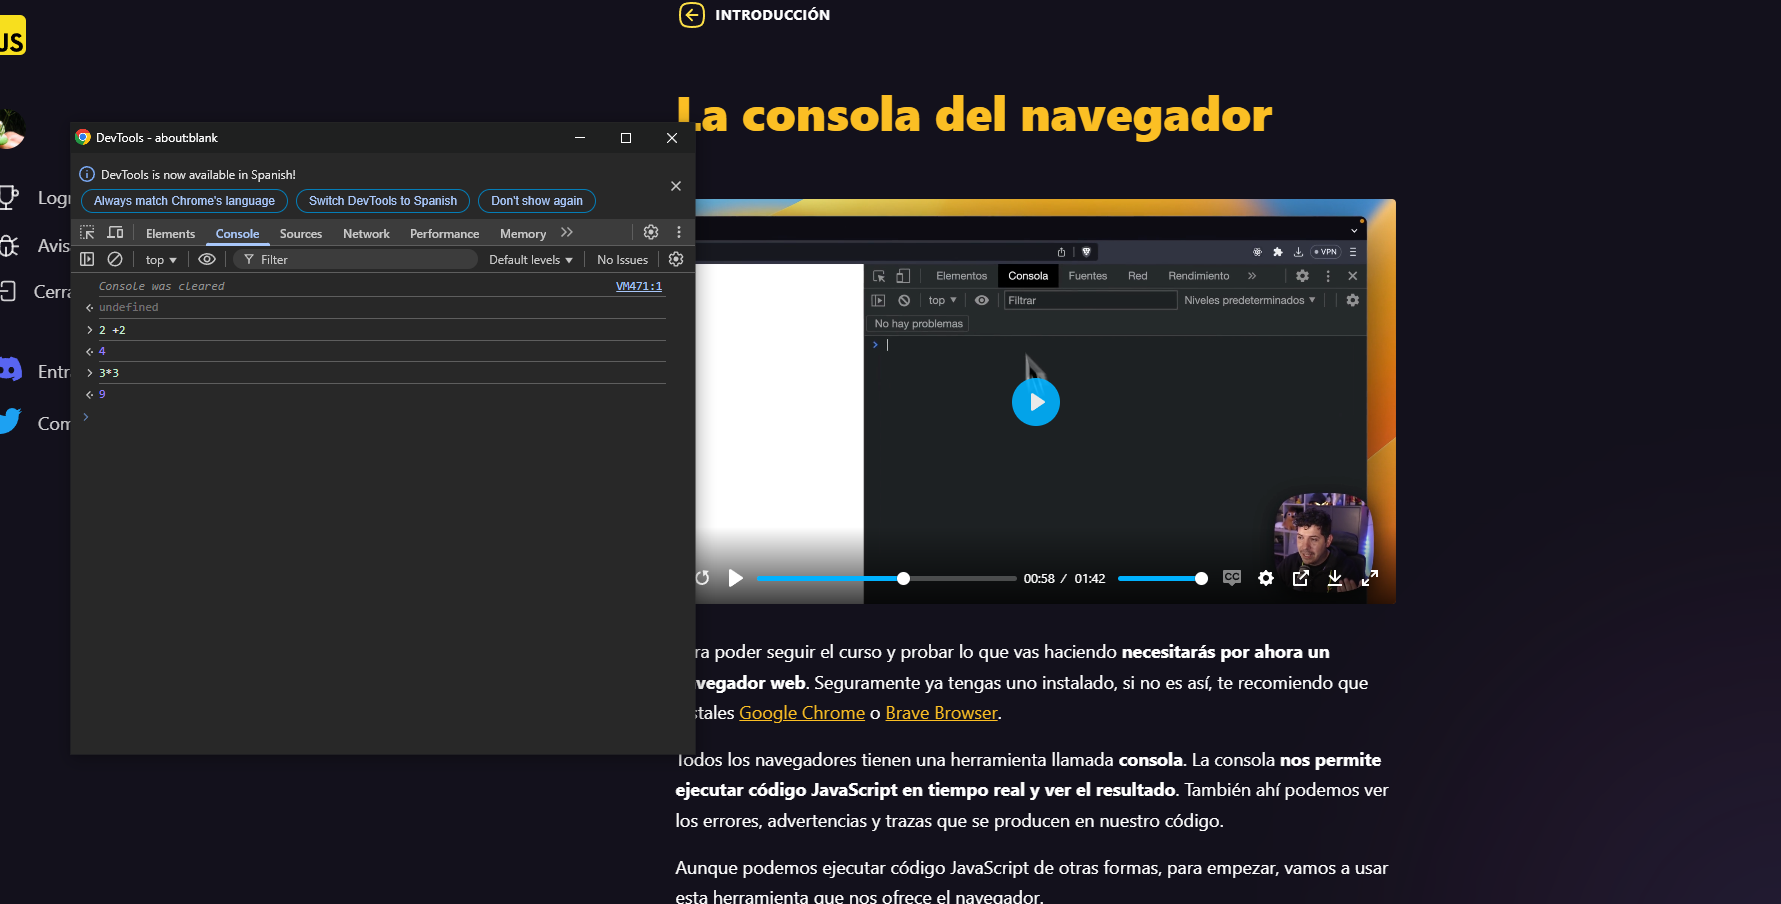 JS
INTRODUCCIÓN
La consola del navegador
Avis
Cerra
Entra
Com
DevTools - about:blank
DevTools is now available in Spanish!
Always match Chrome's language
Switch DevTools to Spanish
Don't show again
Elements Console Sources Network Performance Memory
top Filter Default levels No Issues
Console was cleared VM471:1
undefined
2 +2
4
3*3
9
VPN
Elementos Consola Fuentes Red Rendimiento
top Filtrar Niveles predeterminados
No hay problemas
00:58 / 01:42
CC
ra poder seguir el curso y probar lo que vas haciendo necesitarás por ahora un
vegador web. Seguramente ya tengas uno instalado, si no es así, te recomiendo que
stales Google Chrome o Brave Browser.
Todos los navegadores tienen una herramienta llamada consola. La consola nos permite
ejecutar código JavaScript en tiempo real y ver el resultado. También ahí podemos ver
los errores, advertencias y trazas que se producen en nuestro código.
Aunque podemos ejecutar código JavaScript de otras formas, para empezar, vamos a usar
esta herramienta que nos ofrece el navegador.